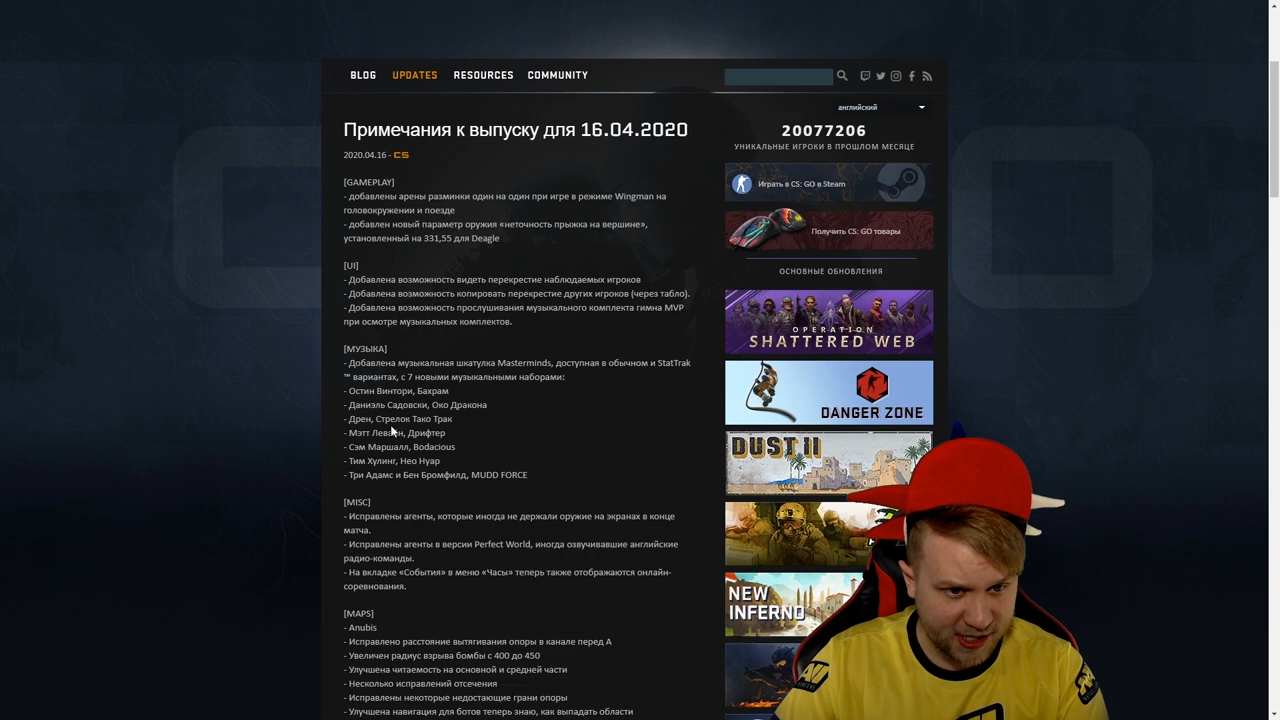 BLOG UPDATES RESOURCES COMMUNITY
английский
Примечания к выпуску для 16.04.2020
2020.04.16 - CS
[GAMEPLAY]
- добавлены арены разминки один на один при игре в режиме Wingman на
головокружении и поезде
- добавлен новый параметр оружия «неточность прыжка на вершине»,
установленный на 331,55 для Deagle
[UI]
- Добавлена возможность видеть перекрестие наблюдаемых игроков
- Добавлена возможность копировать перекрестие других игроков (через табло).
- Добавлена возможность прослушивания музыкального комплекта гимна MVP
при осмотре музыкальных комплектов.
[МУЗЫКА]
- Добавлена музыкальная шкатулка Masterminds, доступная в обычном и StatTrak
™ вариантах, с 7 новыми музыкальными наборами:
- Остин Винтори, Бахрам
- Даниэль Садовски, Око Дракона
- Дрен, Стрелок Тако Трак
- Мэтт Левайн, Дрифтер
- Сэм Маршалл, Bodacious
- Тим Хулинг, Нео Нуар
- Три Адамс и Бен Бромфилд, MUDD FORCE
[MISC]
- Исправлены агенты, которые иногда не держали оружие на экранах в конце
матча.
- Исправлены агенты в версии Perfect World, иногда озвучивавшие английские
радио-команды.
- На вкладке «События» в меню «Часы» теперь также отображаются онлайн-
соревнования.
[MAPS]
- Anubis
- Исправлено расстояние вытягивания опоры в канале перед А
- Увеличен радиус взрыва бомбы с 400 до 450
- Улучшена читаемость на основной и средней части
- Несколько исправлений отсечения
- Исправлены некоторые недостающие грани опоры
- Улучшена навигация для ботов теперь знаю, как выпадать области
20077206
УНИКАЛЬНЫЕ ИГРОКИ В ПРОШЛОМ МЕСЯЦЕ
Играть в CS: GO в Steam
Получить CS: GO товары
ОСНОВНЫЕ ОБНОВЛЕНИЯ
OPERATION
SHATTERED WEB
DANGER ZONE
DUST II
NEW
INFERNO